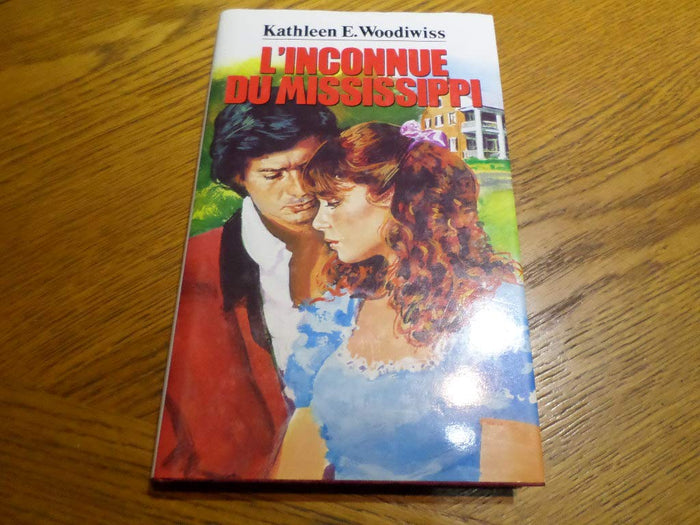 Kathleen E. Woodiwiss
L'INCONNUE
DU MISSISSIPPI